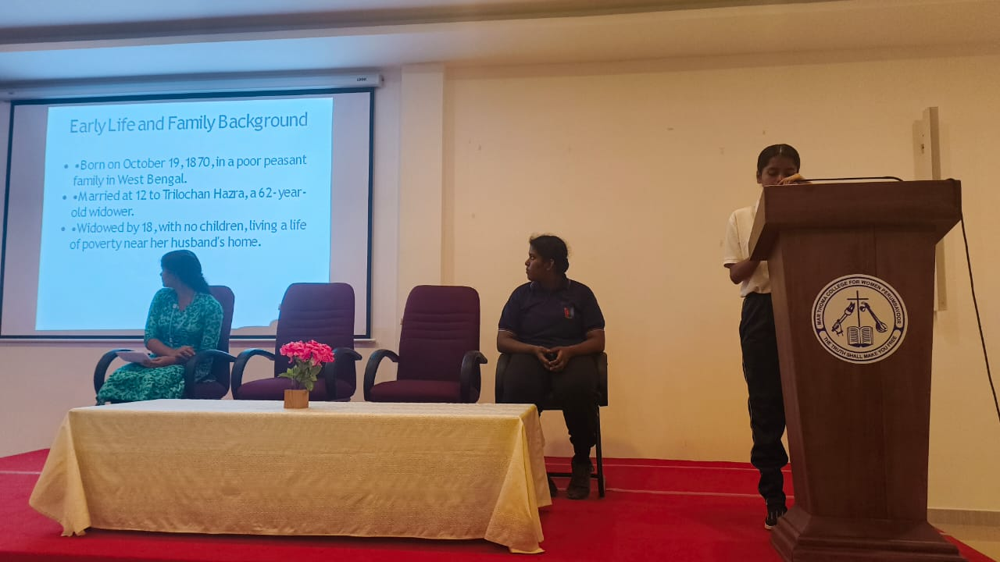 Early Life and Family Background
• •Born on October 19, 1870, in a poor peasant
family in West Bengal.
• •Married at 12 to Trilochan Hazra, a 62-year-
old widower.
• •Widowed by 18, with no children, living a life
of poverty near her husband's home.
MAR THOMA COLLEGE FOR WOMEN PERUMBAVOOR
THE TRUTH SHALL MAKE YOU FREE